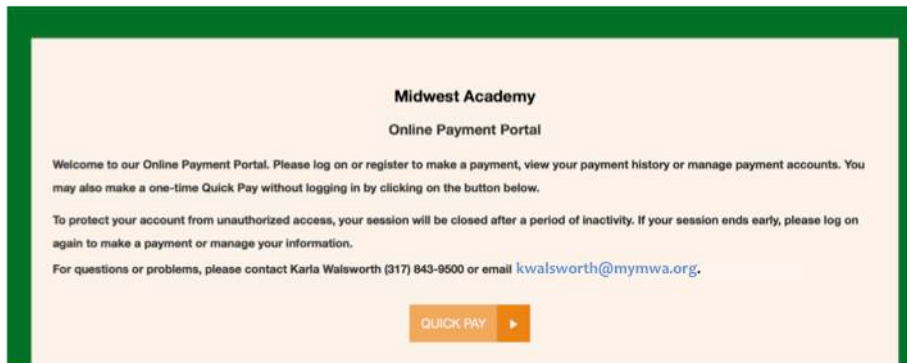 Midwest Academy
Online Payment Portal
Welcome to our Online Payment Portal. Please log on or register to make a payment, view your payment history or manage payment accounts. You
may also make a one-time Quick Pay without logging in by clicking on the button below.
To protect your account from unauthorized access, your session will be closed after a period of inactivity. If your session ends early, please log on
again to make a payment or manage your information.
For questions or problems, please contact Karla Walsworth (317) 843-9500 or email kwalsworth@mymwa.org.
QUICK PAY